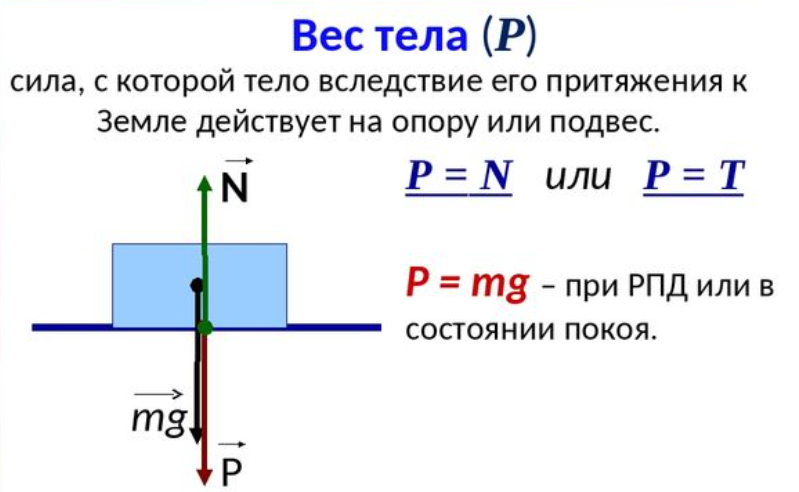 Вес тела (P)
сила, с которой тело вследствие его притяжения к
Земле действует на опору или подвес.
N
P = N или P = T
P = mg – при РПД или в
состоянии покоя.
mg
P